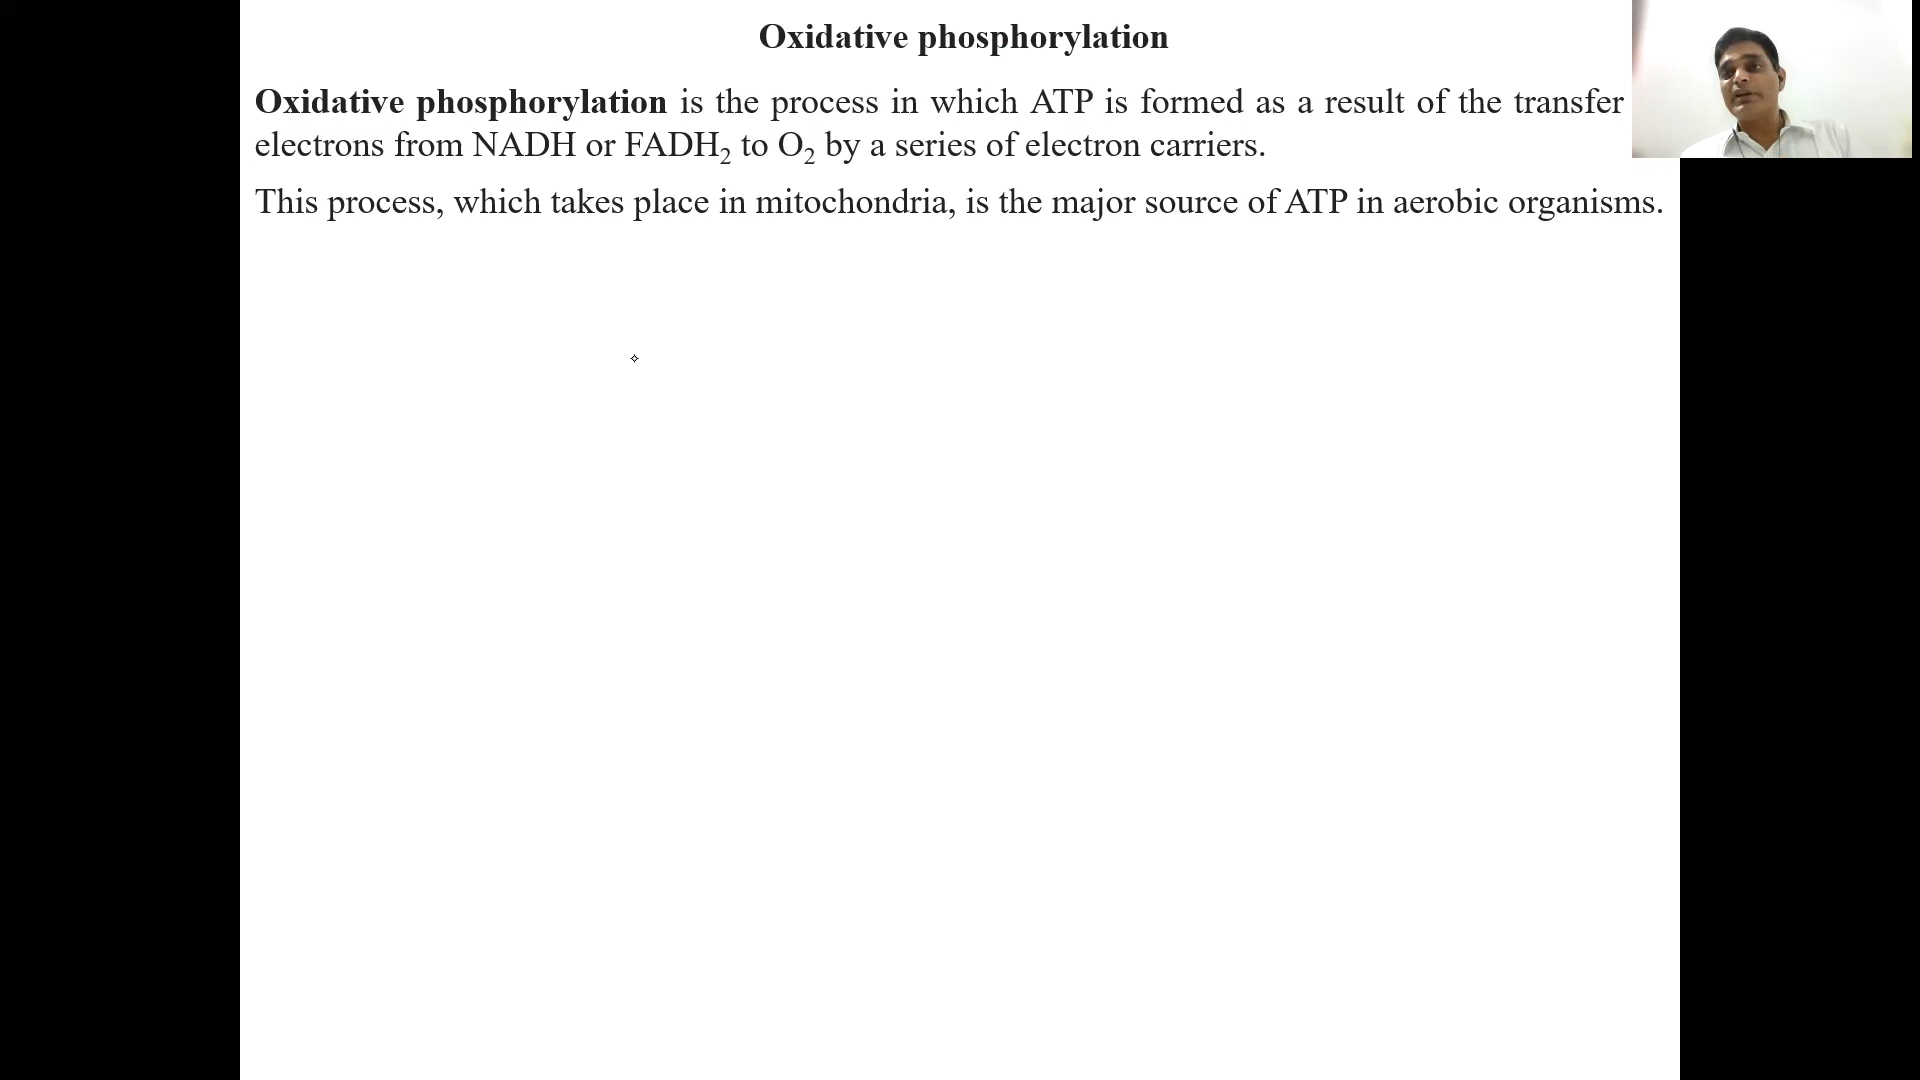 Oxidative phosphorylation
Oxidative phosphorylation is the process in which ATP is formed as a result of the transfer
electrons from NADH or FADH₂ to O₂ by a series of electron carriers.
This process, which takes place in mitochondria, is the major source of ATP in aerobic organisms.